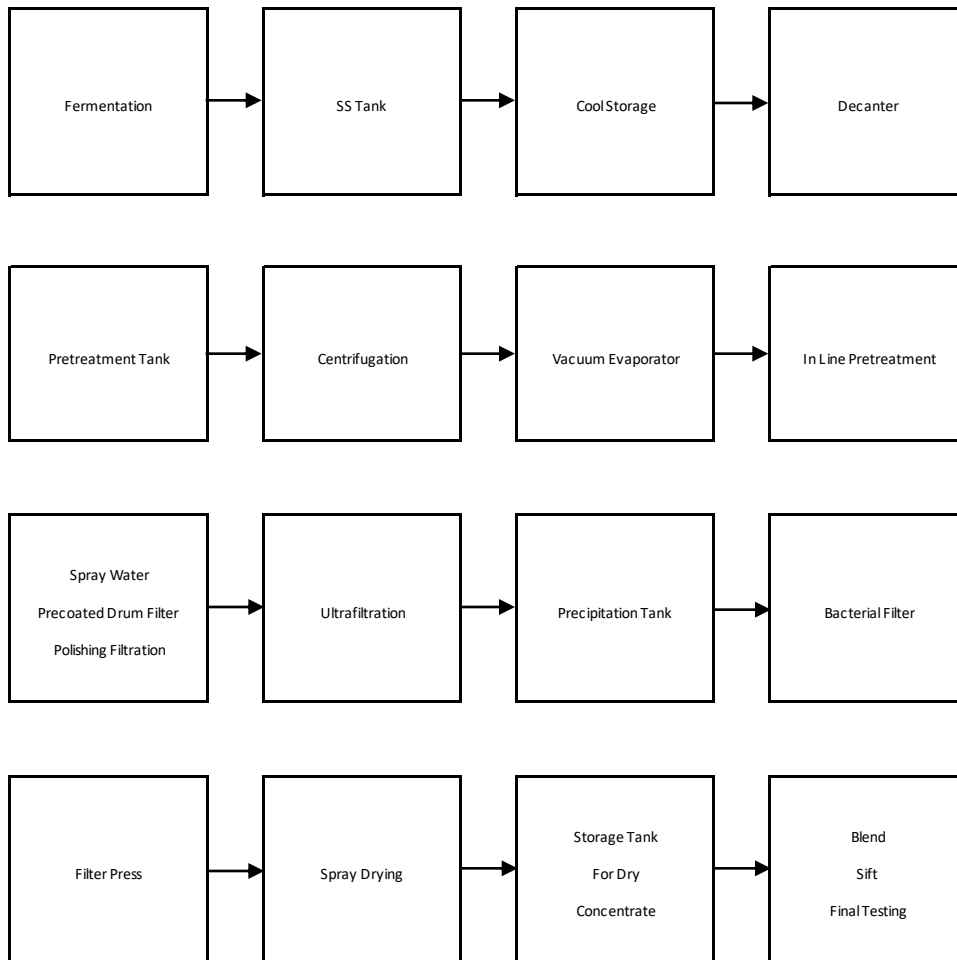 Fermentation
SS Tank
Cool Storage
Decanter
Pretreatment Tank
Centrifugation
Vacuum Evaporator
In Line Pretreatment
Spray Water
Precoated Drum Filter
Polishing Filtration
Ultrafiltration
Precipitation Tank
Bacterial Filter
Filter Press
Spray Drying
Storage Tank
For Dry
Concentrate
Blend
Sift
Final Testing